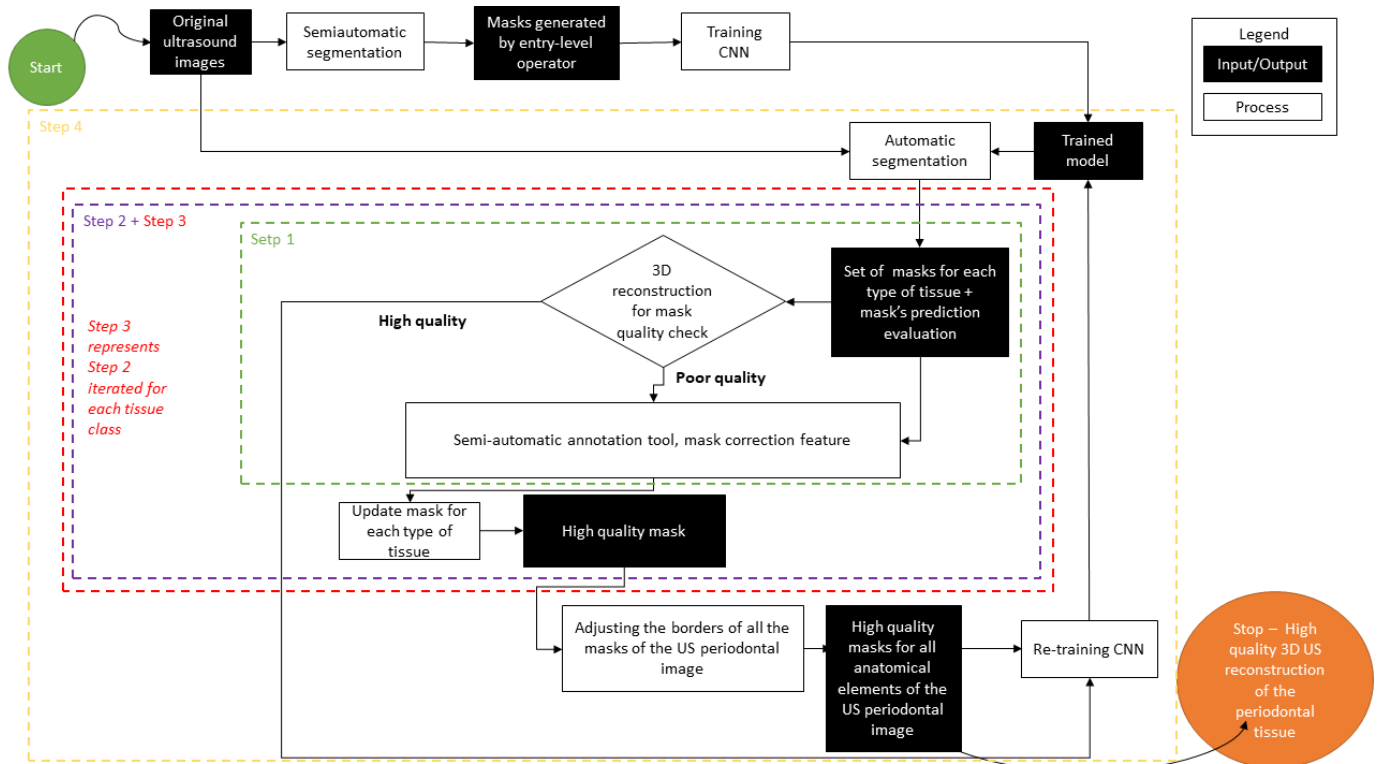 Start
Original
ultrasound
images
Semiautomatic
segmentation
Masks generated
by entry-level
operator
Training
CNN
Legend
Input/Output
Process
Step 4
Automatic
segmentation
Trained
model
Step 2 + Step 3
Setp 1
3D
reconstruction
for mask
quality check
Set of masks for each
type of tissue +
mask's prediction
evaluation
High quality
Step 3
represents
Step 2
iterated for
each tissue
class
Poor quality
Semi-automatic annotation tool, mask correction feature
Update mask for
each type of
tissue
High quality mask
Adjusting the borders of all the
masks of the US periodontal
image
High quality
masks for all
anatomical
elements of the
US periodontal
image
Re-training CNN
Stop – High
quality 3D US
reconstruction
of the
periodontal
tissue